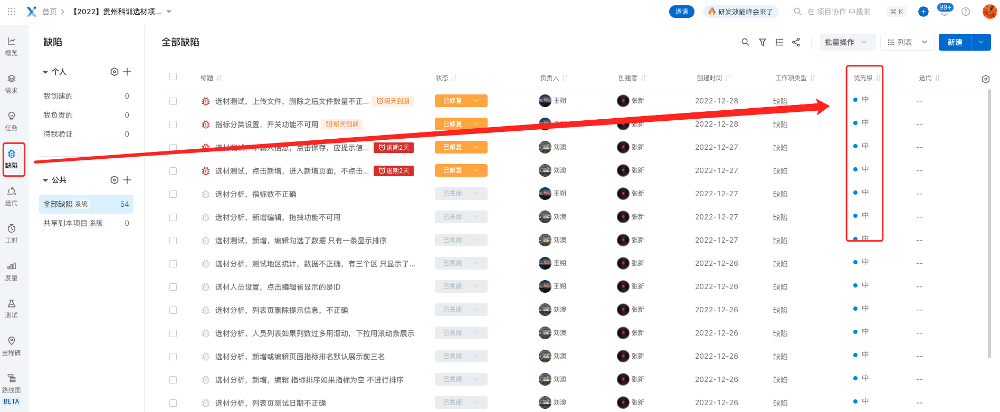 首页 【2022】贵州科训选材项... 邀请 研发效能峰会来了 在 项目协作 中搜索 ⌘ K 99+
概览
需求
任务
缺陷
迭代
工时
度量
测试
里程碑
路线图
BETA
缺陷
个人
我创建的 0
我负责的 0
待我验证 0
公共
全部缺陷 系统 54
共享到本项目 系统 0
全部缺陷 批量操作 列表 新建
标题 状态 负责人 创建者 创建时间 工作项类型 优先级 迭代
选材测试，上传文件，删除之后文件数量不正... 明天到期 已修复 王朔 张新 2022-12-28 缺陷 中 --
指标分类设置，开关功能不可用 明天到期 已修复 王朔 张新 2022-12-28 缺陷 中 --
选材测试，不输入信息，点击保存，应提示信... 逾期2天 已修复 刘澳 张新 2022-12-27 缺陷 中 --
选材测试，点击新增，进入新增页面，不点击... 逾期2天 已修复 刘澳 张新 2022-12-27 缺陷 中 --
选材分析，指标数不正确 已关闭 王朔 张新 2022-12-27 缺陷 中 --
选材分析，新增编辑，拖拽功能不可用 已关闭 刘澳 张新 2022-12-27 缺陷 中 --
选材测试，新增，编辑勾选了数据 只有一条显示排序 已关闭 刘澳 张新 2022-12-27 缺陷 中 --
选材分析，测试地区统计，数据不正确，有三个区 只显示了... 已关闭 王朔 张新 2022-12-26 缺陷 中 --
选材人员设置，点击编辑省显示的是ID 已关闭 王朔 张新 2022-12-26 缺陷 中 --
选材分析，列表页删除提示信息，不正确 已关闭 刘澳 张新 2022-12-26 缺陷 中 --
选材分析，人员列表如果列数过多用滑动，下拉用滚动条展示 已关闭 刘澳 张新 2022-12-26 缺陷 中 --
选材分析，新增或编辑页面指标排名默认展示前三名 已关闭 刘澳 张新 2022-12-26 缺陷 中 --
选材分析，新增，编辑 指标排序如果指标为空 不进行排序 已关闭 刘澳 张新 2022-12-26 缺陷 中 --
选材分析，列表页测试日期不正确 已关闭 刘澳 张新 2022-12-26 缺陷 中 --